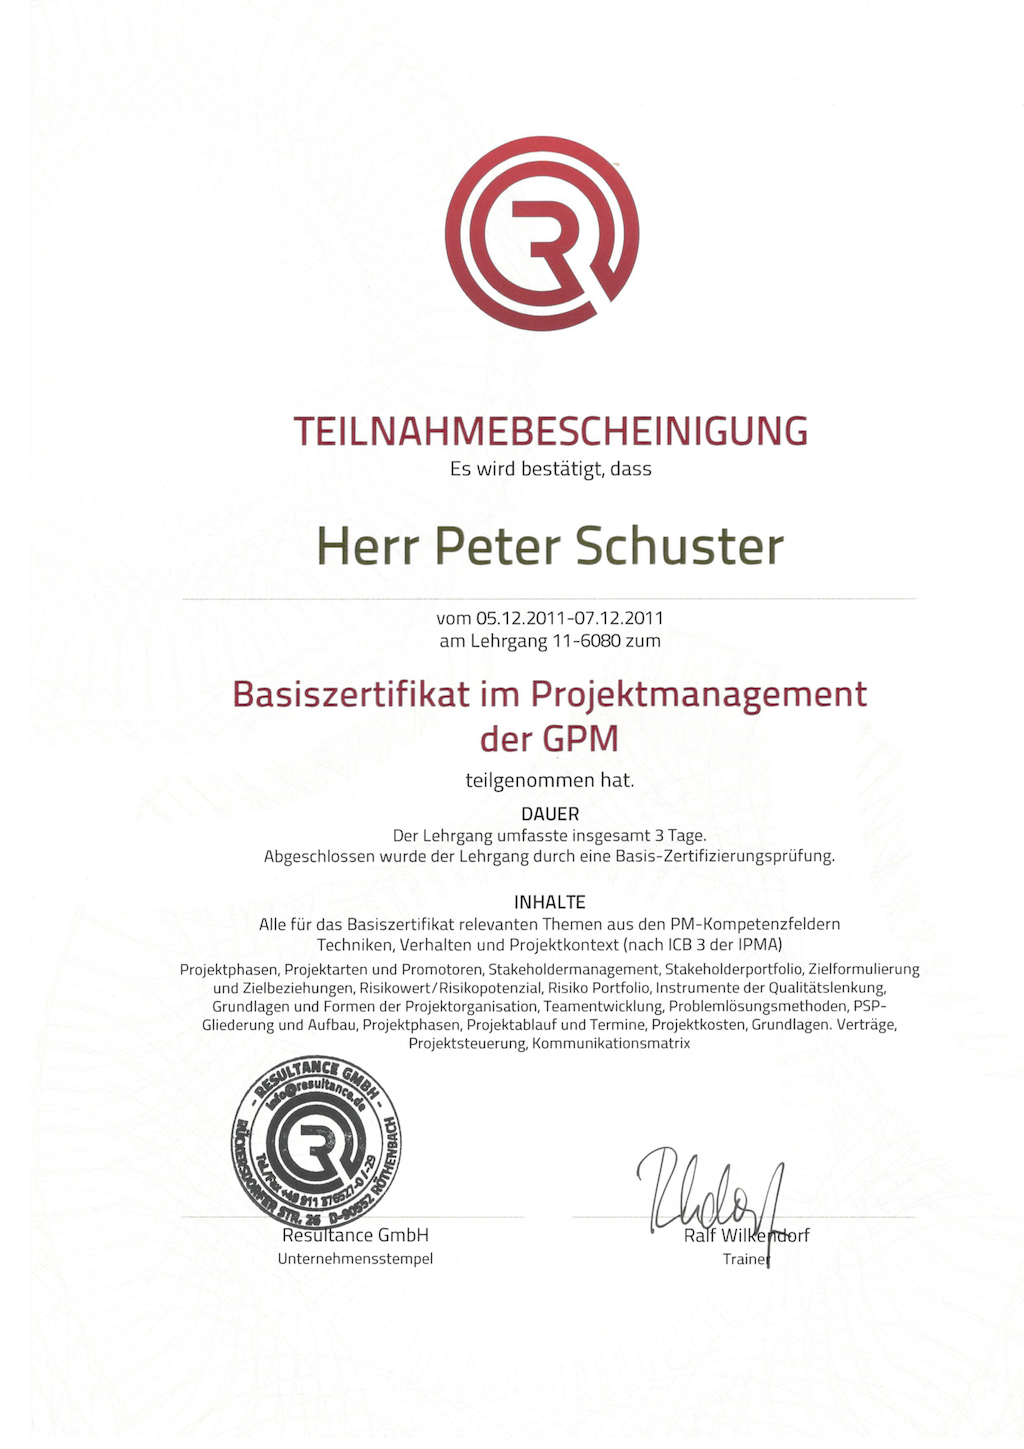 TEILNAHMEBESCHEINIGUNG
Es wird bestätigt, dass
Herr Peter Schuster
vom 05.12.2011-07.12.2011
am Lehrgang 11-6080 zum
Basiszertifikat im Projektmanagement
der GPM
teilgenommen hat.
DAUER
Der Lehrgang umfasste insgesamt 3 Tage.
Abgeschlossen wurde der Lehrgang durch eine Basis-Zertifizierungsprüfung.
INHALTE
Alle für das Basiszertifikat relevanten Themen aus den PM-Kompetenzfeldern
Techniken, Verhalten und Projektkontext (nach ICB 3 der IPMA)
Projektphasen, Projektarten und Promotoren, Stakeholdermanagement, Stakeholderportfolio, Zielformulierung
und Zielbeziehungen, Risikowert/Risikopotenzial, Risiko Portfolio, Instrumente der Qualitätslenkung,
Grundlagen und Formen der Projektorganisation, Teamentwicklung, Problemlösungsmethoden, PSP-
Gliederung und Aufbau, Projektphasen, Projektablauf und Termine, Projektkosten, Grundlagen. Verträge,
Projektsteuerung, Kommunikationsmatrix
- RESULTANCE GMBH -
info@resultance.de
Tel./Fax +49 911 376527-0 / -29
RÜCKERSDORFER STR. 26 D-90552 RÖTHENBACH
Resultance GmbH
Unternehmensstempel
Ralf Wilkendorf
Trainer